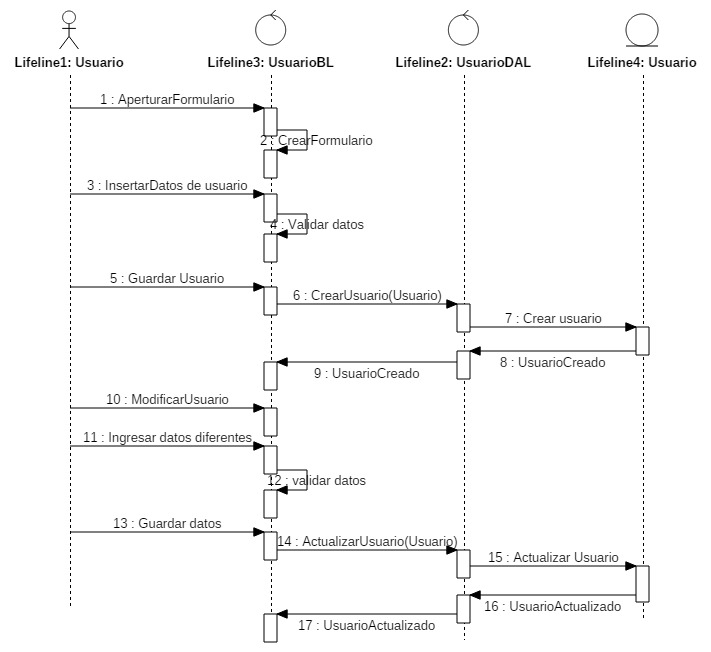 Lifeline1: Usuario
Lifeline3: UsuarioBL
Lifeline2: UsuarioDAL
Lifeline4: Usuario
1 : AperturarFormulario
2 : CrearFormulario
3 : InsertarDatos de usuario
4 : Validar datos
5 : Guardar Usuario
6 : CrearUsuario(Usuario)
7 : Crear usuario
8 : UsuarioCreado
9 : UsuarioCreado
10 : ModificarUsuario
11 : Ingresar datos diferentes
12 : validar datos
13 : Guardar datos
14 : ActualizarUsuario(Usuario)
15 : Actualizar Usuario
16 : UsuarioActualizado
17 : UsuarioActualizado